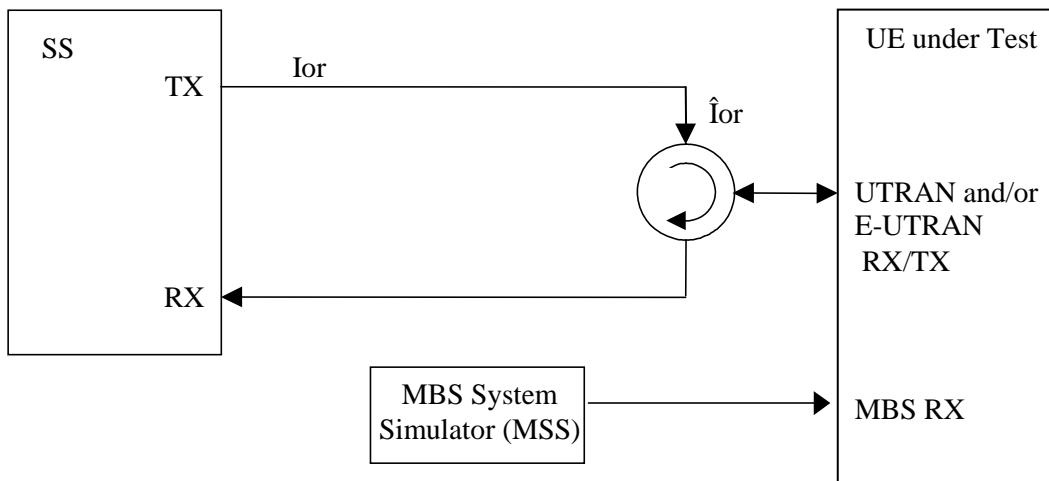 SS
UE under Test
TX
Ior
Îor
UTRAN and/or
E-UTRAN
RX/TX
RX
MBS System
Simulator (MSS)
MBS RX